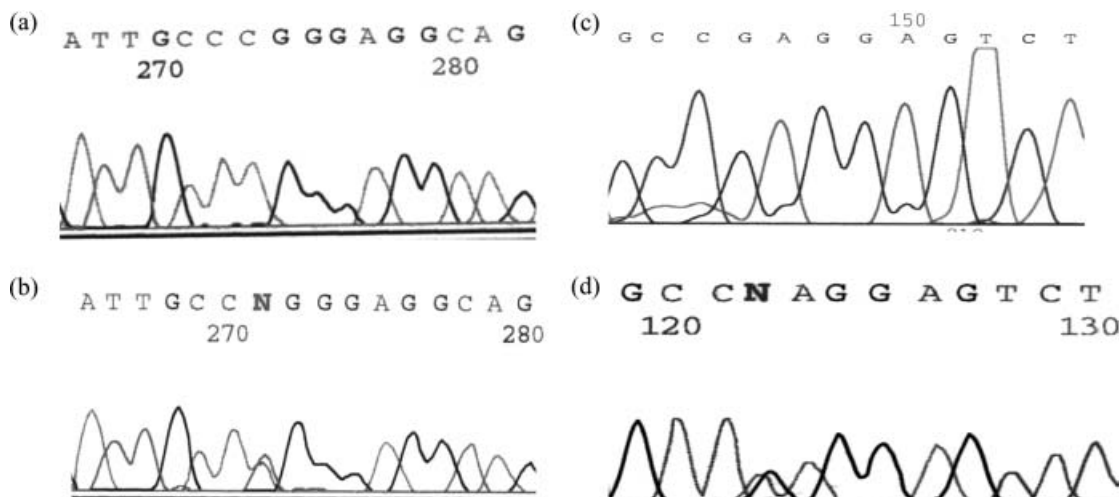 (a)
A T T G C C C G G G A G G C A G
270 280
(b)
A T T G C C N G G G A G G C A G
270 280
(c)
150
G C C G A G G A G T C T
(d)
G C C N A G G A G T C T
120 130